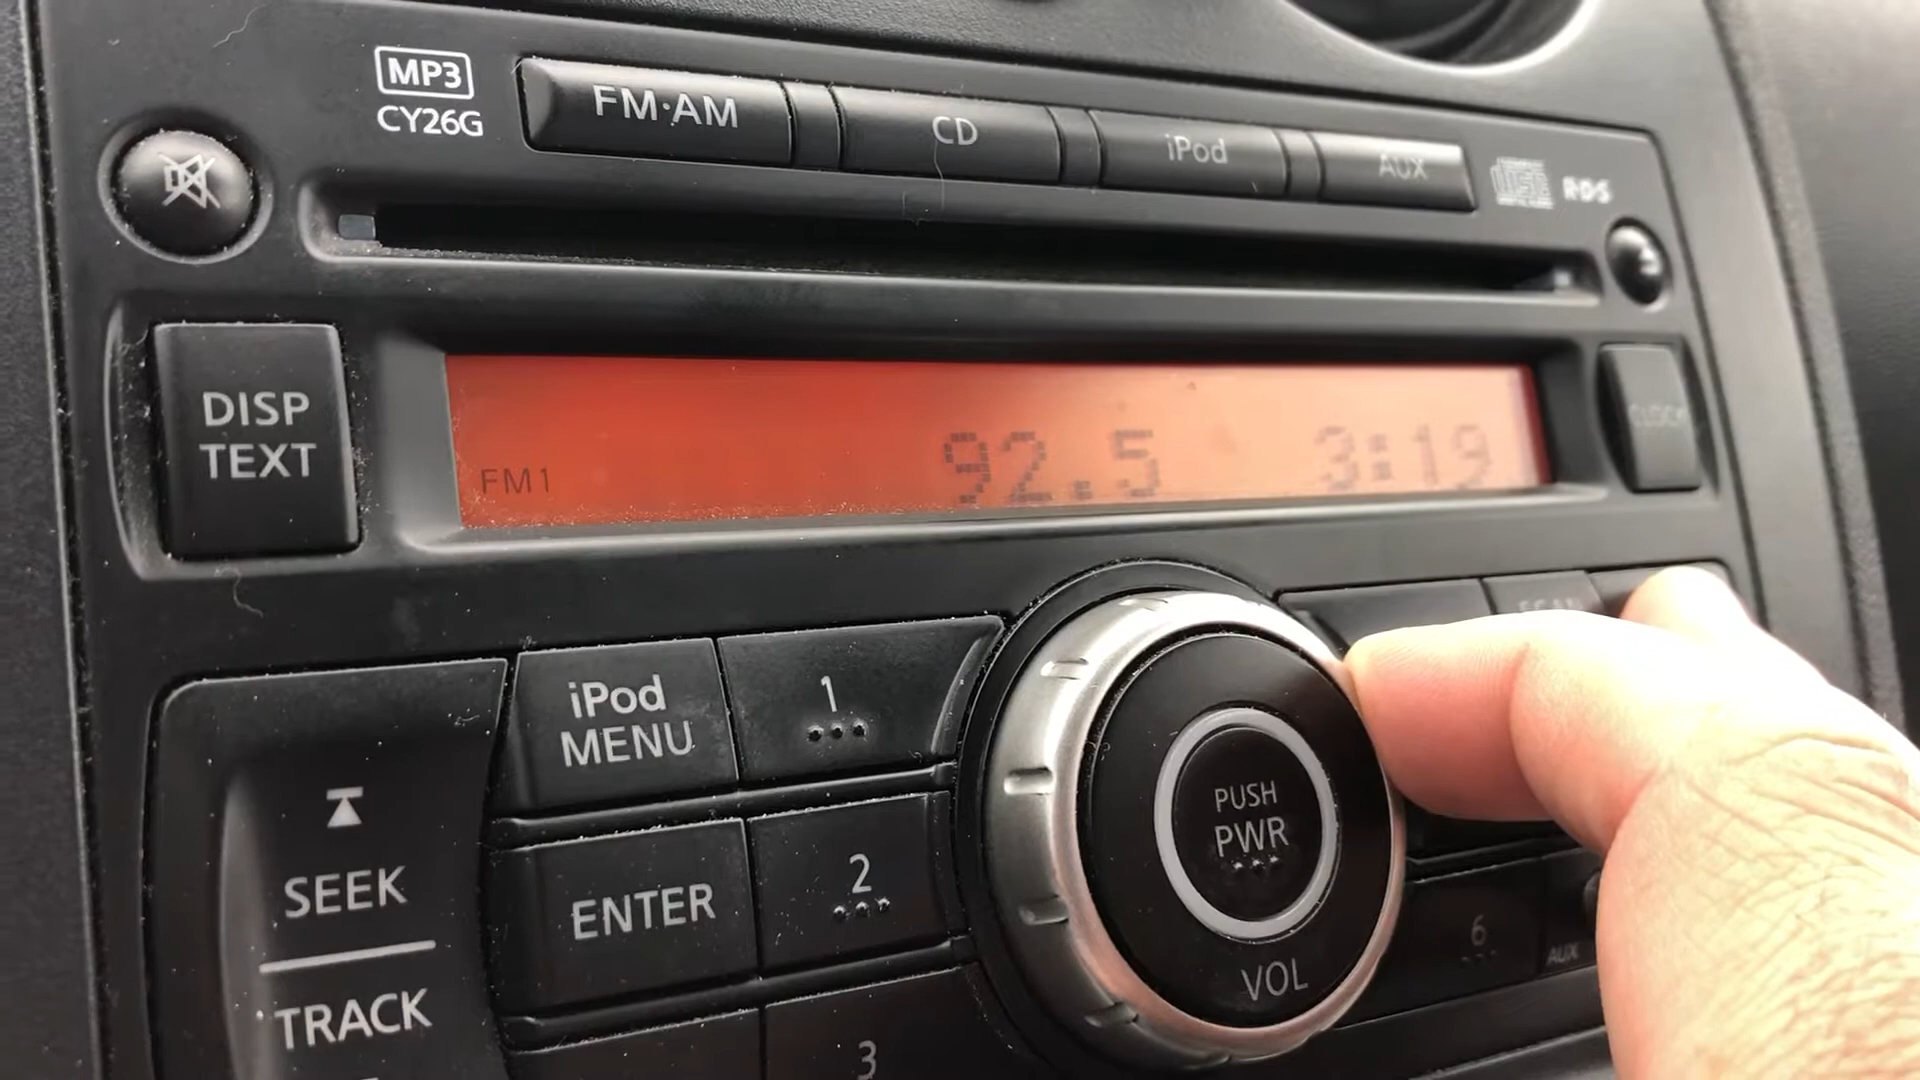 MP3
CY26G
FM·AM
CD
iPod
AUX
RDS
DISP
TEXT
FM1
92.5
3:19
CLOCK
iPod
MENU
1
SEEK
ENTER
2
PUSH
PWR
VOL
6
AUX
TRACK
3